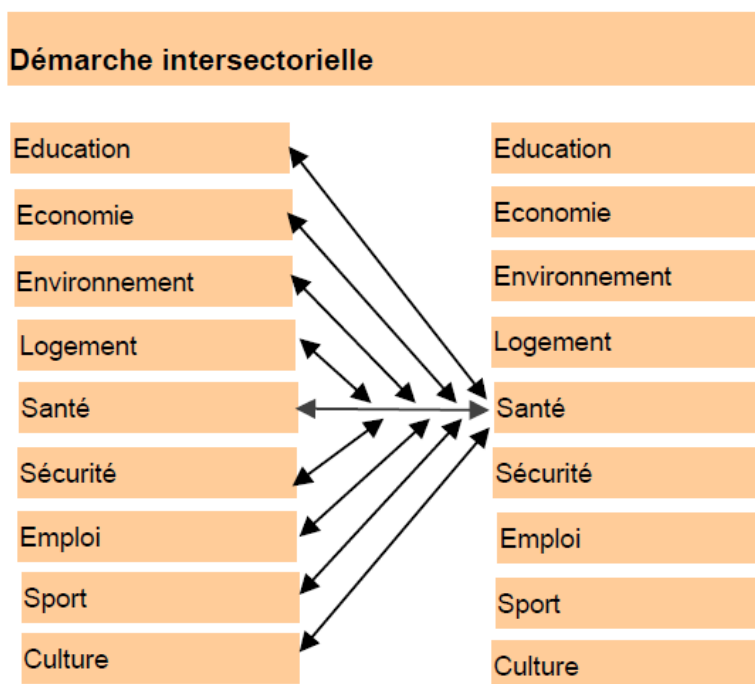 Démarche intersectorielle
Education
Economie
Environnement
Logement
Santé
Sécurité
Emploi
Sport
Culture
Education
Economie
Environnement
Logement
Santé
Sécurité
Emploi
Sport
Culture